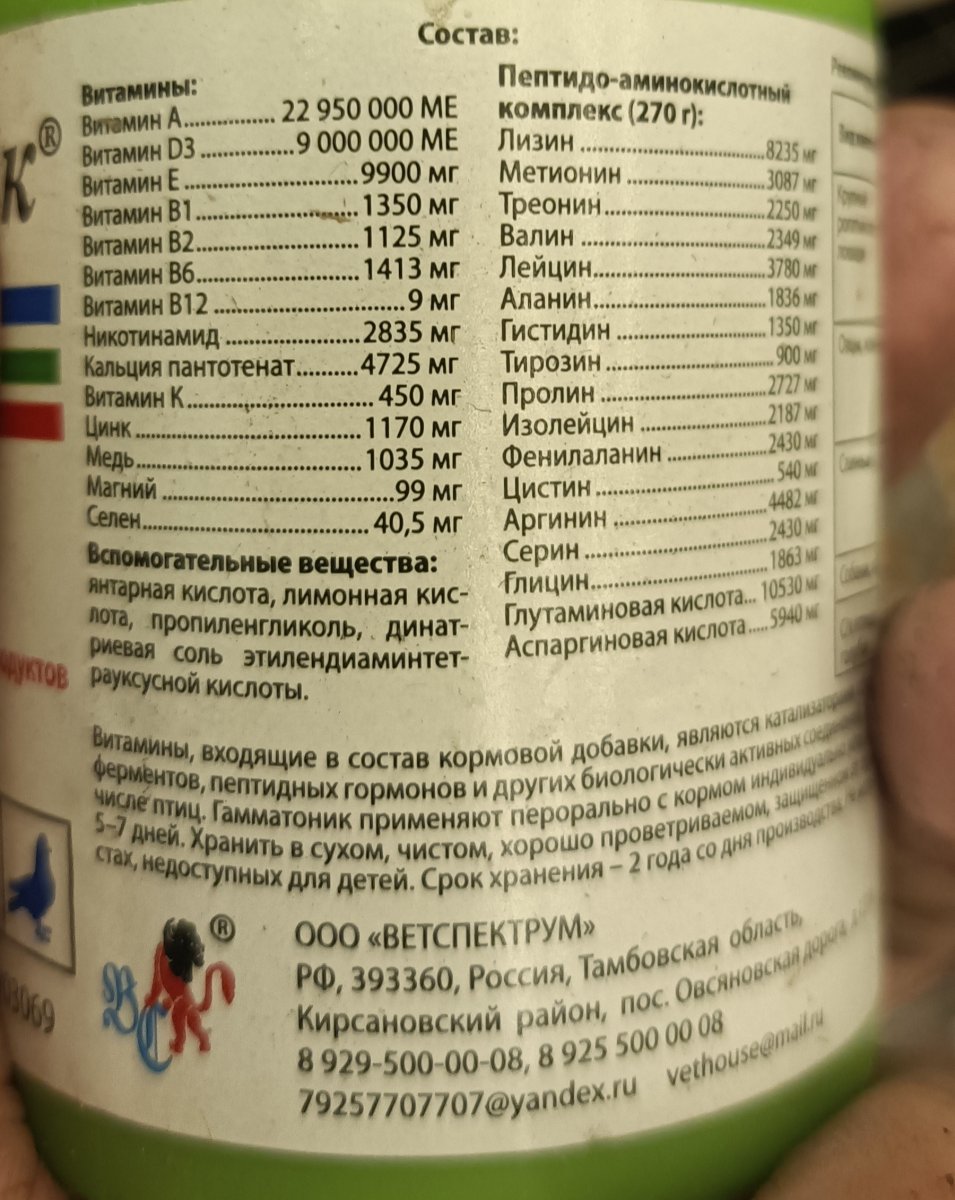 Состав:
К®
Витамины:
Витамин А.............. 22 950 000 МЕ
Витамин D3 ..............9 000 000 МЕ
Витамин Е ........................9900 мг
Витамин В1 ....................... 1350 мг
Витамин В2....................... 1125 мг
Витамин В6....................... 1413 мг
Витамин В12 ...........................9 мг
Никотинамид ...................2835 мг
Кальция пантотенат..........4725 мг
Витамин К.......................... 450 мг
Цинк ................................ 1170 мг
Медь................................ 1035 мг
Магний ................................99 мг
Селен................................ 40,5 мг
Вспомогательные вещества:
янтарная кислота, лимонная кис-
лота, пропиленгликоль, динат-
риевая соль этилендиаминтет-
рауксусной кислоты.
Пептидо-аминокислотный
комплекс (270 г):
Лизин ..........................8235 мг
Метионин ....................3087 мг
Треонин.......................2250 мг
Валин ..........................2349 мг
Лейцин.........................3780 мг
Аланин.........................1836 мг
Гистидин ......................1350 мг
Тирозин .......................900 мг
Пролин ........................2727 мг
Изолейцин ...................2187 мг
Фенилаланин ...............2430 мг
Цистин .........................540 мг
Аргинин .......................4482 мг
Серин ..........................2430 мг
Глицин..........................1863 мг
Глутаминовая кислота... 10530 мг
Аспаргиновая кислота.....5940 мг
одуктов
Витамины, входящие в состав кормовой добавки, являются
ферментов, пептидных гормонов и других биологически активных
числе птиц. Гамматоник применяют перорально с кормом
5–7 дней. Хранить в сухом, чистом, хорошо проветриваемом,
стах, недоступных для детей. Срок хранения – 2 года со дня
03069
ВС
®
ООО «ВЕТСПЕКТРУМ»
РФ, 393360, Россия, Тамбовская область,
Кирсановский район, пос. Овсяновская дорога,
8 929-500-00-08, 8 925 500 00 08
79257707707@yandex.ru vethouse@mail.ru